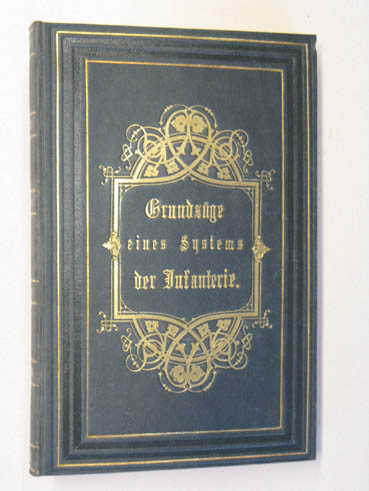 Grundzüge
eines Systems
der Infanterie.